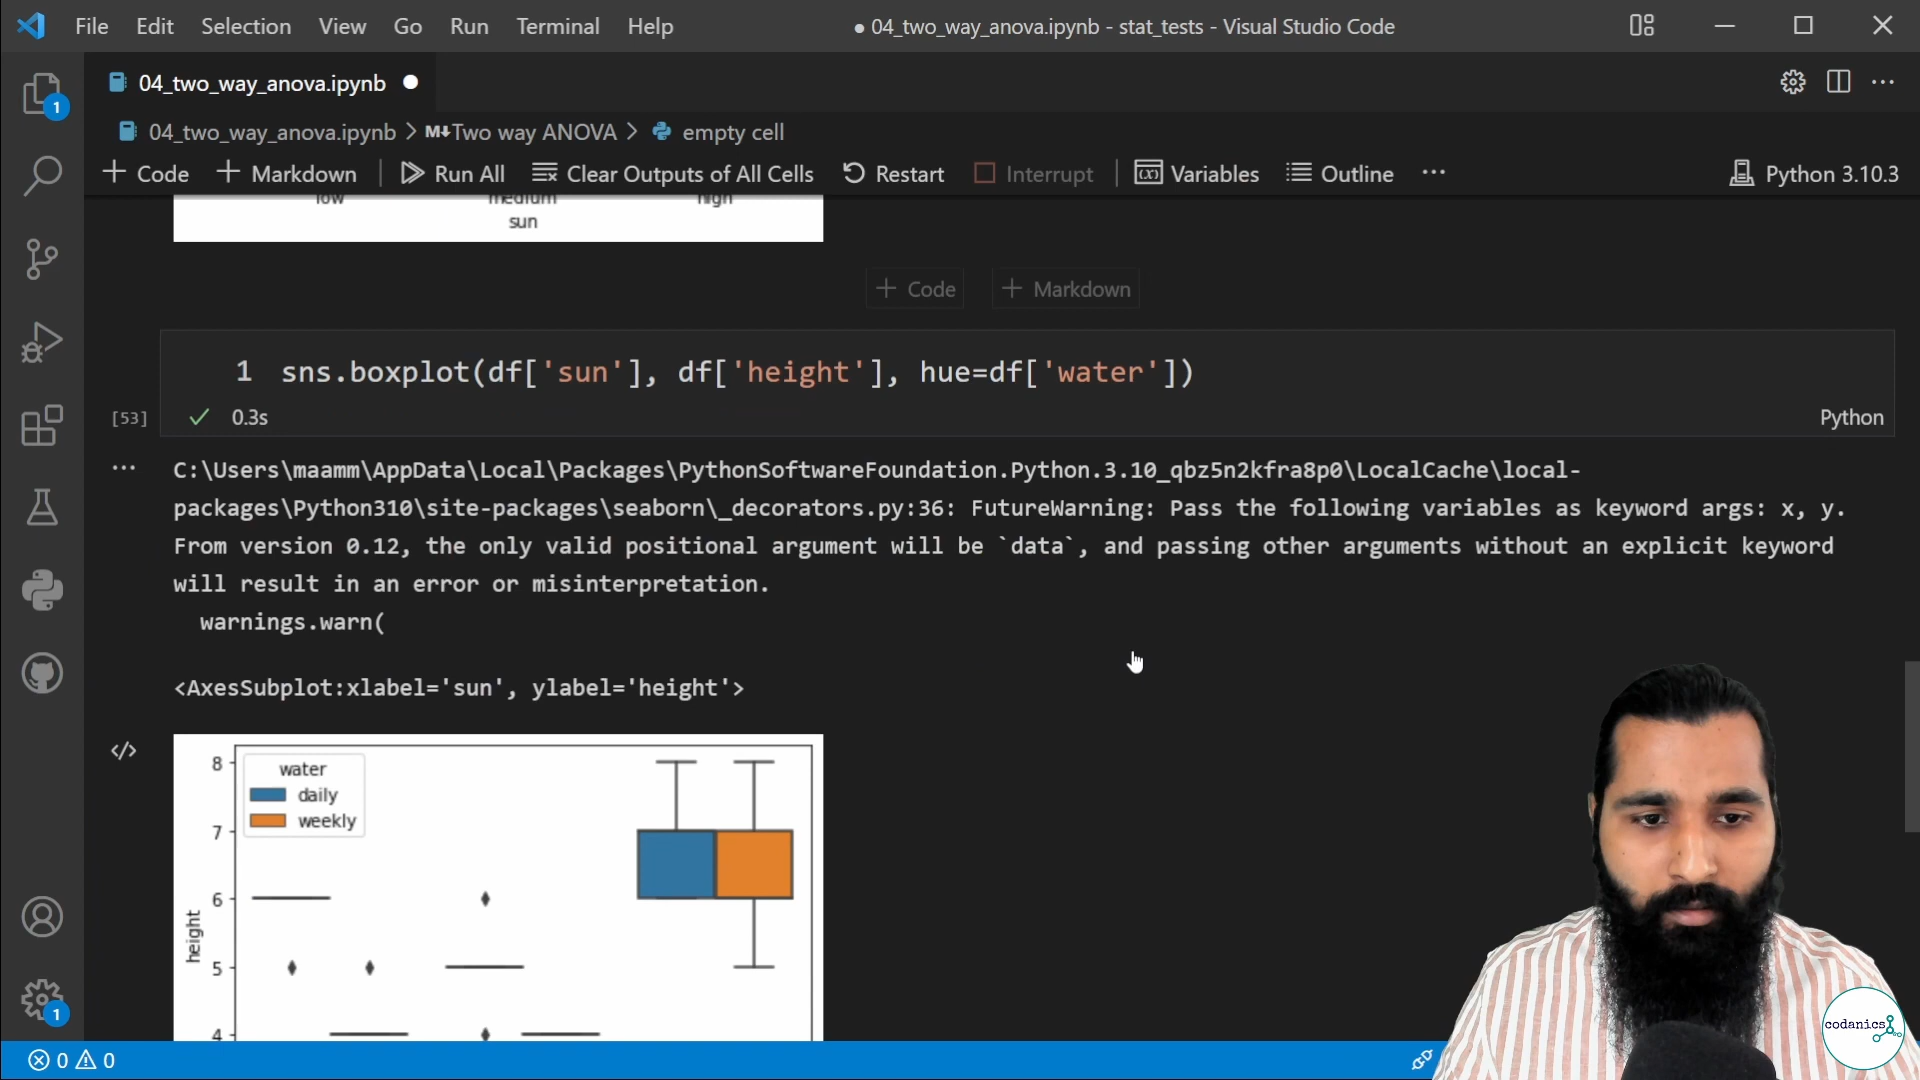 File Edit Selection View Go Run Terminal Help
● 04_two_way_anova.ipynb - stat_tests - Visual Studio Code
04_two_way_anova.ipynb ●
1
04_two_way_anova.ipynb > M↓Two way ANOVA > empty cell
+ Code + Markdown | Run All Clear Outputs of All Cells Restart Interrupt | Variables Outline ... Python 3.10.3
low medium high
sun
+ Code + Markdown
1 sns.boxplot(df['sun'], df['height'], hue=df['water'])
[53] ✓ 0.3s Python
C:\Users\maamm\AppData\Local\Packages\PythonSoftwareFoundation.Python.3.10_qbz5n2kfra8p0\LocalCache\local-
packages\Python310\site-packages\seaborn\_decorators.py:36: FutureWarning: Pass the following variables as keyword args: x, y.
From version 0.12, the only valid positional argument will be `data`, and passing other arguments without an explicit keyword
will result in an error or misinterpretation.
warnings.warn(
<AxesSubplot:xlabel='sun', ylabel='height'>
water
daily
weekly
8
7
6
5
4
height
1
codanics
0 0